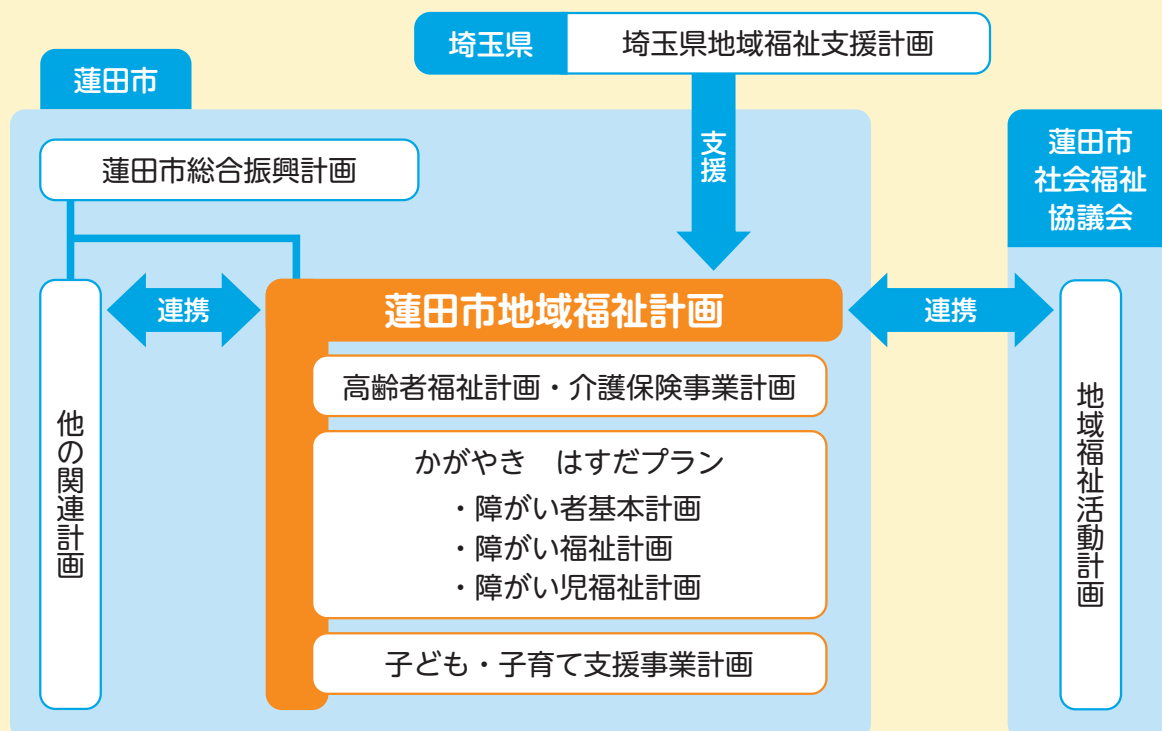 埼玉県
埼玉県地域福祉支援計画
蓮田市
支援
蓮田市総合振興計画
蓮田市
社会福祉
協議会
連携
蓮田市地域福祉計画
連携
高齢者福祉計画・介護保険事業計画
かがやき　はすだプラン
・障がい者基本計画
・障がい福祉計画
・障がい児福祉計画
子ども・子育て支援事業計画
他の関連計画
地域福祉活動計画